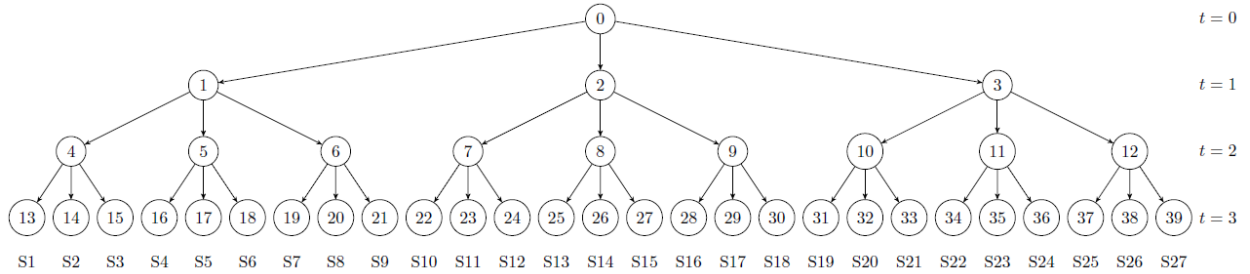 0 t = 0
1 2 3 t = 1
4 5 6 7 8 9 10 11 12 t = 2
13 14 15 16 17 18 19 20 21 22 23 24 25 26 27 28 29 30 31 32 33 34 35 36 37 38 39 t = 3
S1 S2 S3 S4 S5 S6 S7 S8 S9 S10 S11 S12 S13 S14 S15 S16 S17 S18 S19 S20 S21 S22 S23 S24 S25 S26 S27